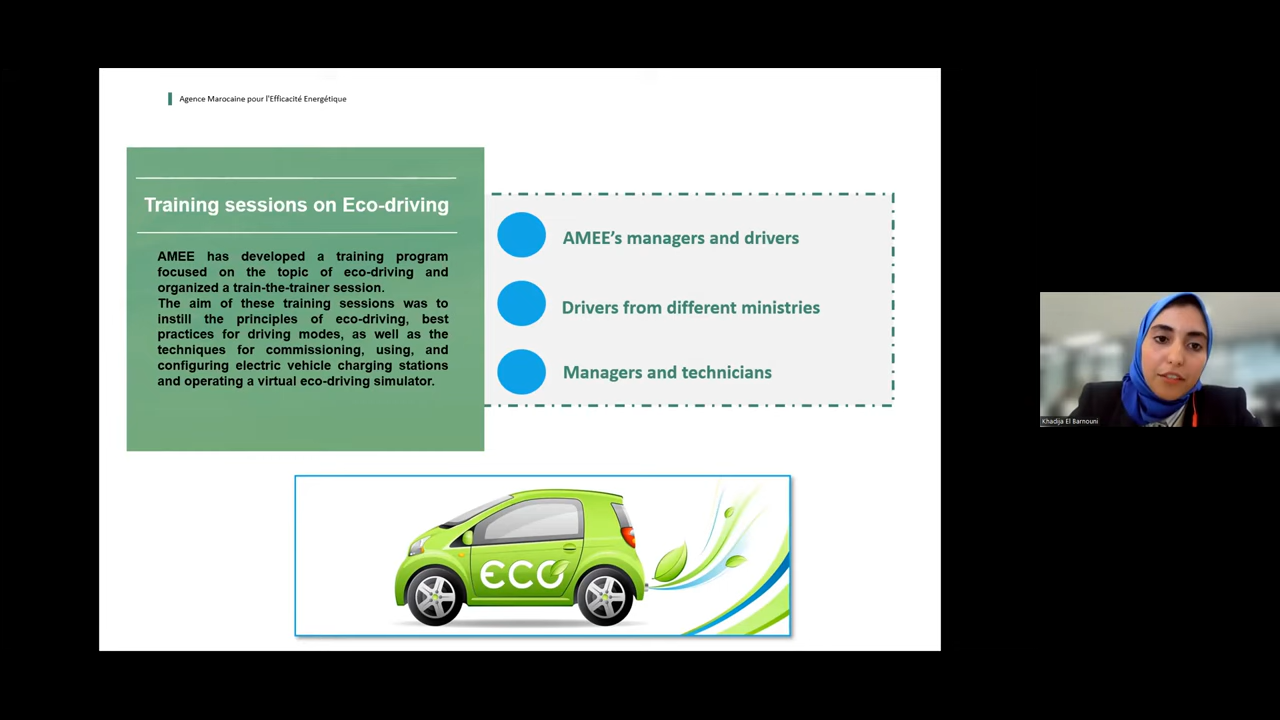 Agence Marocaine pour l'Efficacité Energétique
Training sessions on Eco-driving
AMEE has developed a training program
focused on the topic of eco-driving and
organized a train-the-trainer session.
The aim of these training sessions was to
instill the principles of eco-driving, best
practices for driving modes, as well as the
techniques for commissioning, using, and
configuring electric vehicle charging stations
and operating a virtual eco-driving simulator.
AMEE’s managers and drivers
Drivers from different ministries
Managers and technicians
eco
Khadija El Barnouni